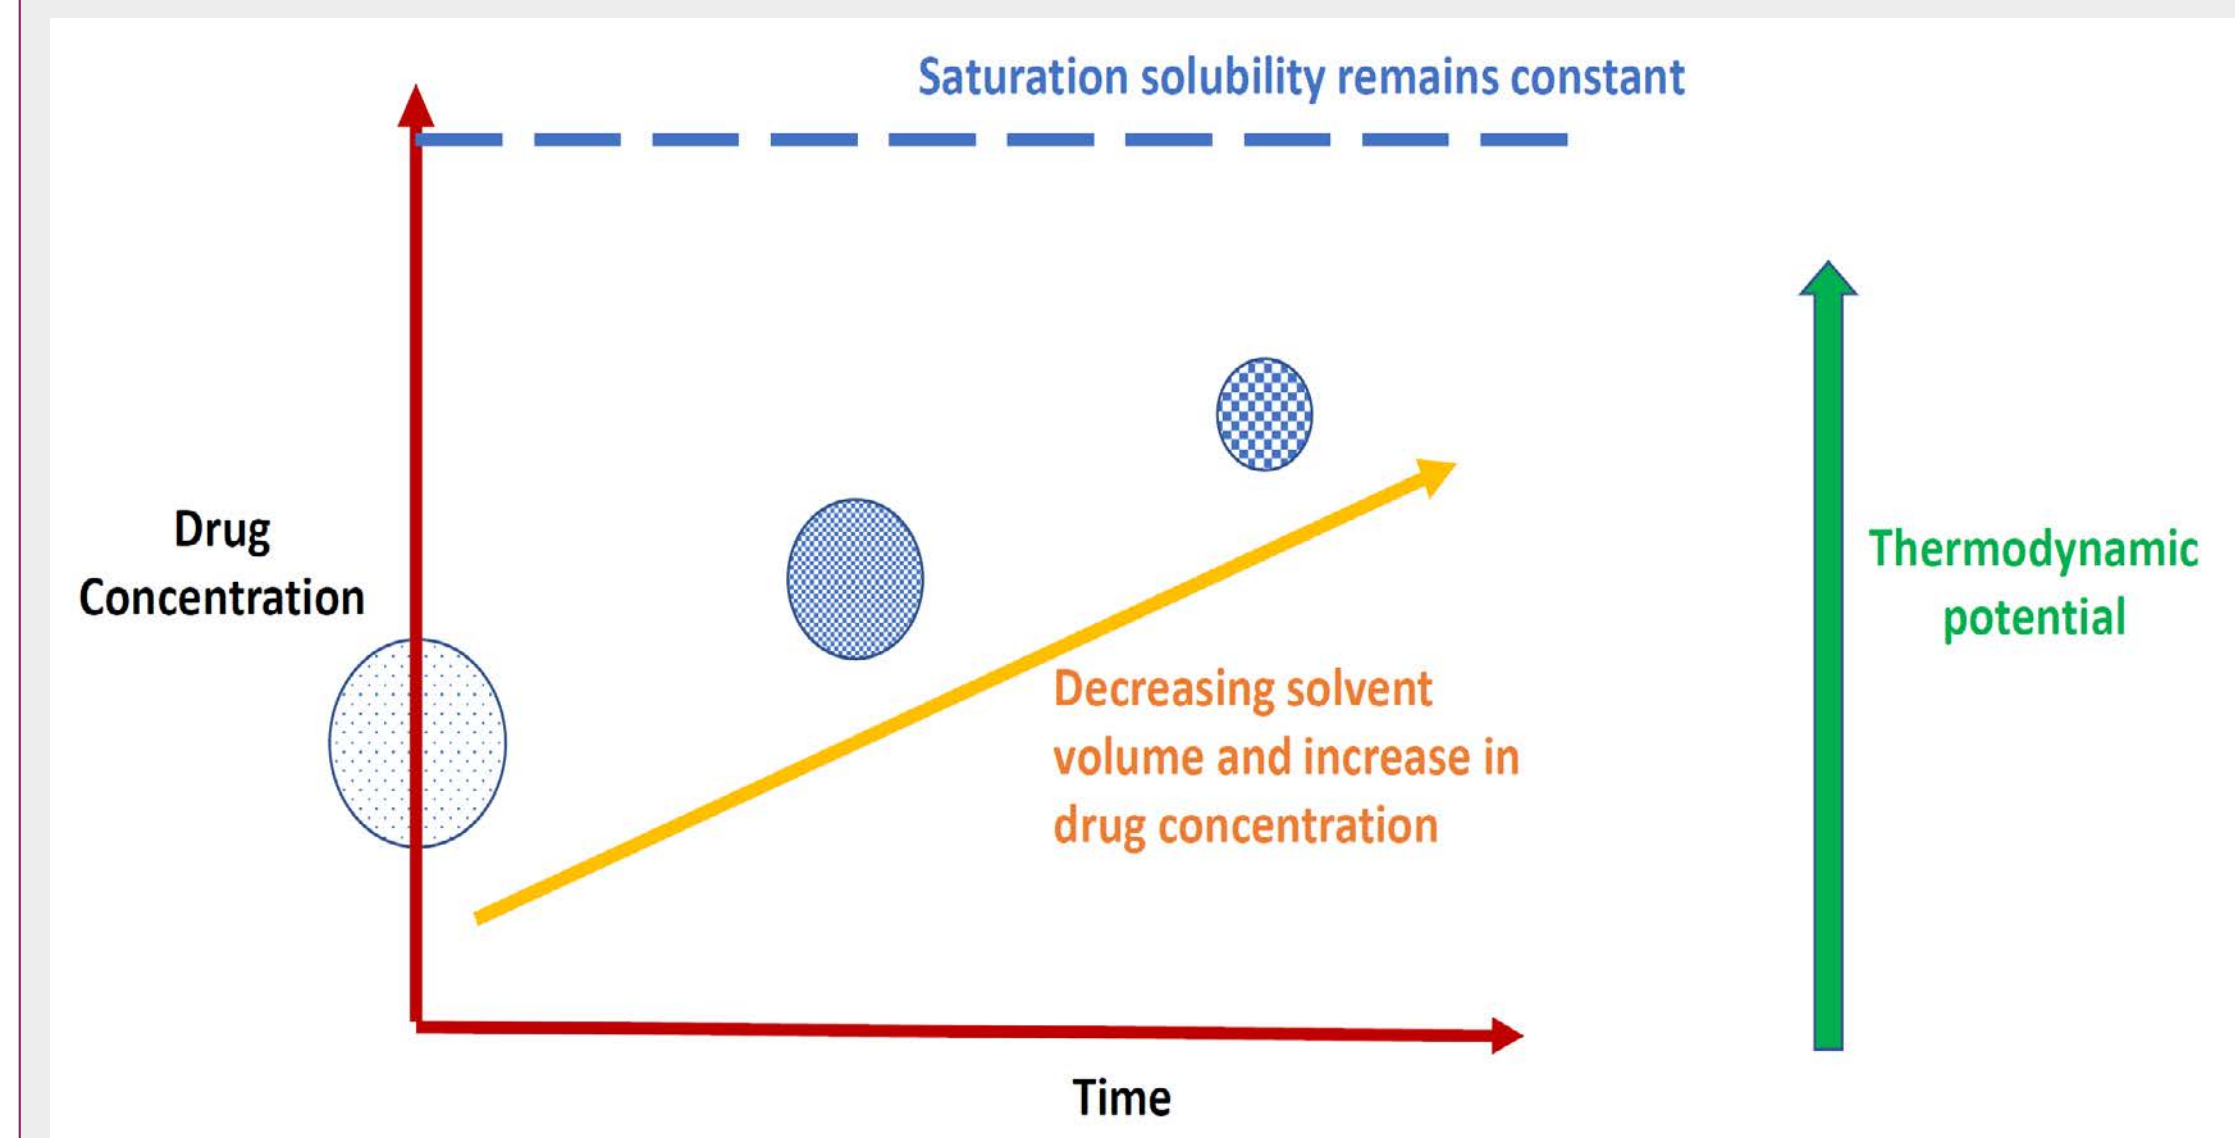 Saturation solubility remains constant
Drug
Concentration
Thermodynamic
potential
Decreasing solvent
volume and increase in
drug concentration
Time